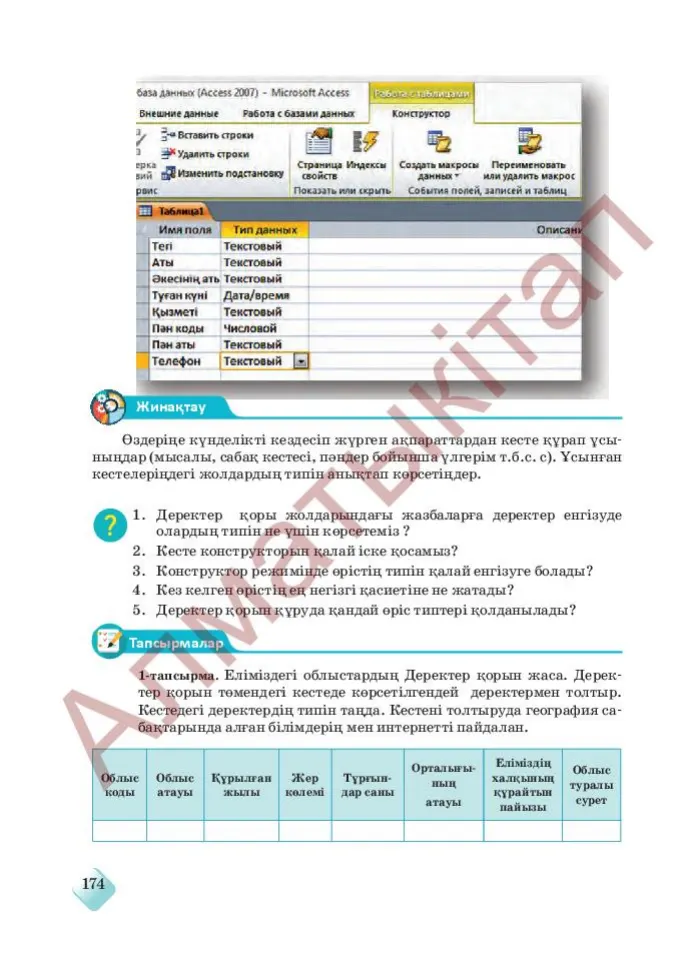 база данных (Access 2007) - Microsoft Access Работа с таблицами
Внешние данные Работа с базами данных Конструктор
Вставить строки
Удалить строки
Изменить подстановку
Страница свойств
Индексы
Создать макросы данных
Переименовать или удалить макрос
Показать или скрыть События полей, записей и таблиц
Таблица1
Имя поля Тип данных Описани
Тегі Текстовый
Аты Текстовый
Әкесінің аты Текстовый
Туған күні Дата/время
Қызметі Текстовый
Пән коды Числовой
Пән аты Текстовый
Телефон Текстовый
Жинақтау
Өздеріңе күнделікті кездесіп жүрген ақпараттардан кесте құрап ұсы-
ныңдар (мысалы, сабақ кестесі, пәндер бойынша үлгерім т.б.с. с). Ұсынған
кестелеріңдегі жолдардың типін анықтап көрсетіңдер.
1. Деректер қоры жолдарындағы жазбаларға деректер енгізуде
олардың типін не үшін көрсетеміз ?
2. Кесте конструкторын қалай іске қосамыз?
3. Конструктор режимінде өрістің типін қалай енгізуге болады?
4. Кез келген өрістің ең негізгі қасиетіне не жатады?
5. Деректер қорын құруда қандай өріс типтері қолданылады?
Тапсырмалар
1-тапсырма. Еліміздегі облыстардың Деректер қорын жаса. Дерек-
тер қорын төмендегі кестеде көрсетілгендей деректермен толтыр.
Кестедегі деректердің типін таңда. Кестені толтыруда география са-
бақтарында алған білімдерің мен интернетті пайдалан.
Облыс коды
Облыс атауы
Құрылған жылы
Жер көлемі
Тұрғын-
дар саны
Орталығы-
ның
атауы
Еліміздің
халқының
құрайтын
пайызы
Облыс
туралы
сурет
174
Алматыкітап